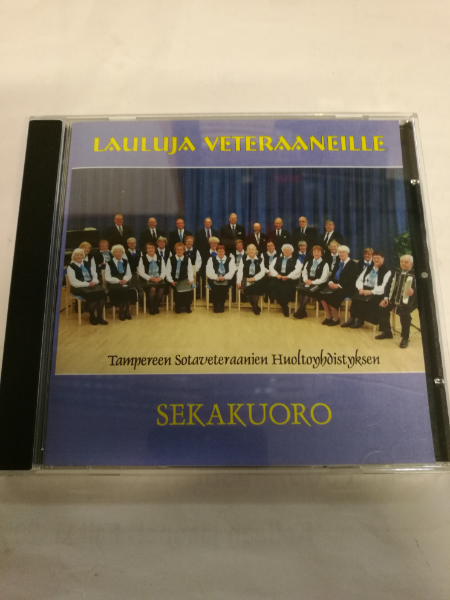 LAULUJA VETERAANEILLE
Tampereen Sotaveteraanien Huoltoyhdistyksen
SEKAKUORO